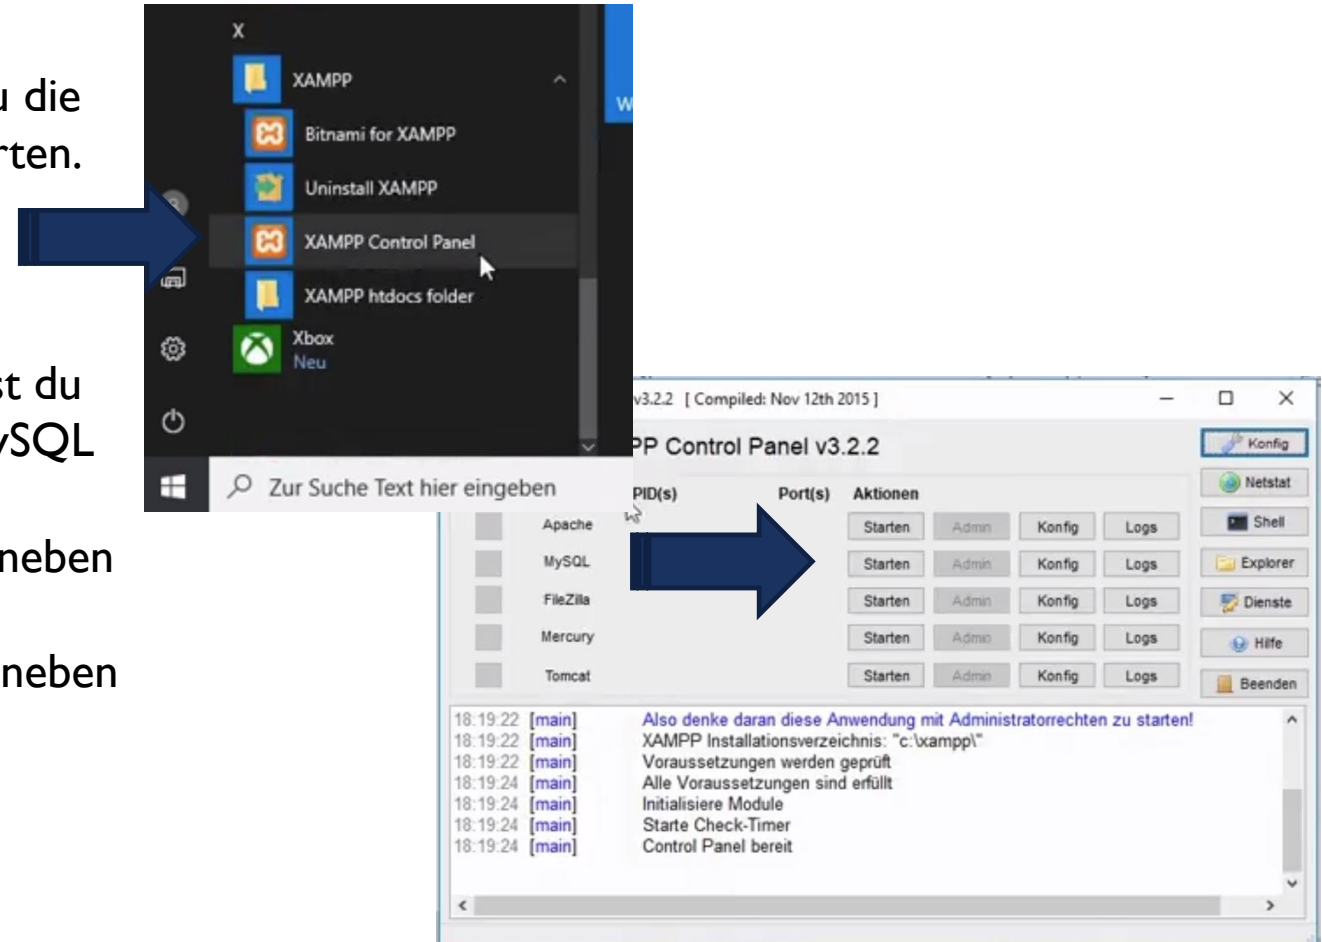 u die
rten.
st du
ySQL
neben
neben
X
XAMPP
Bitnami for XAMPP
Uninstall XAMPP
XAMPP Control Panel
XAMPP htdocs folder
Xbox
Neu
W
Zur Suche Text hier eingeben
v3.2.2 [ Compiled: Nov 12th 2015 ]
PP Control Panel v3.2.2
Konfig
Netstat
Shell
Explorer
Dienste
Hilfe
Beenden
PID(s) Port(s) Aktionen
Apache Starten Admin Konfig Logs
MySQL Starten Admin Konfig Logs
FileZilla Starten Admin Konfig Logs
Mercury Starten Admin Konfig Logs
Tomcat Starten Admin Konfig Logs
18:19:22 [main] Also denke daran diese Anwendung mit Administratorrechten zu starten!
18:19:22 [main] XAMPP Installationsverzeichnis: "c:\xampp\"
18:19:22 [main] Voraussetzungen werden geprüft
18:19:24 [main] Alle Voraussetzungen sind erfüllt
18:19:24 [main] Initialisiere Module
18:19:24 [main] Starte Check-Timer
18:19:24 [main] Control Panel bereit